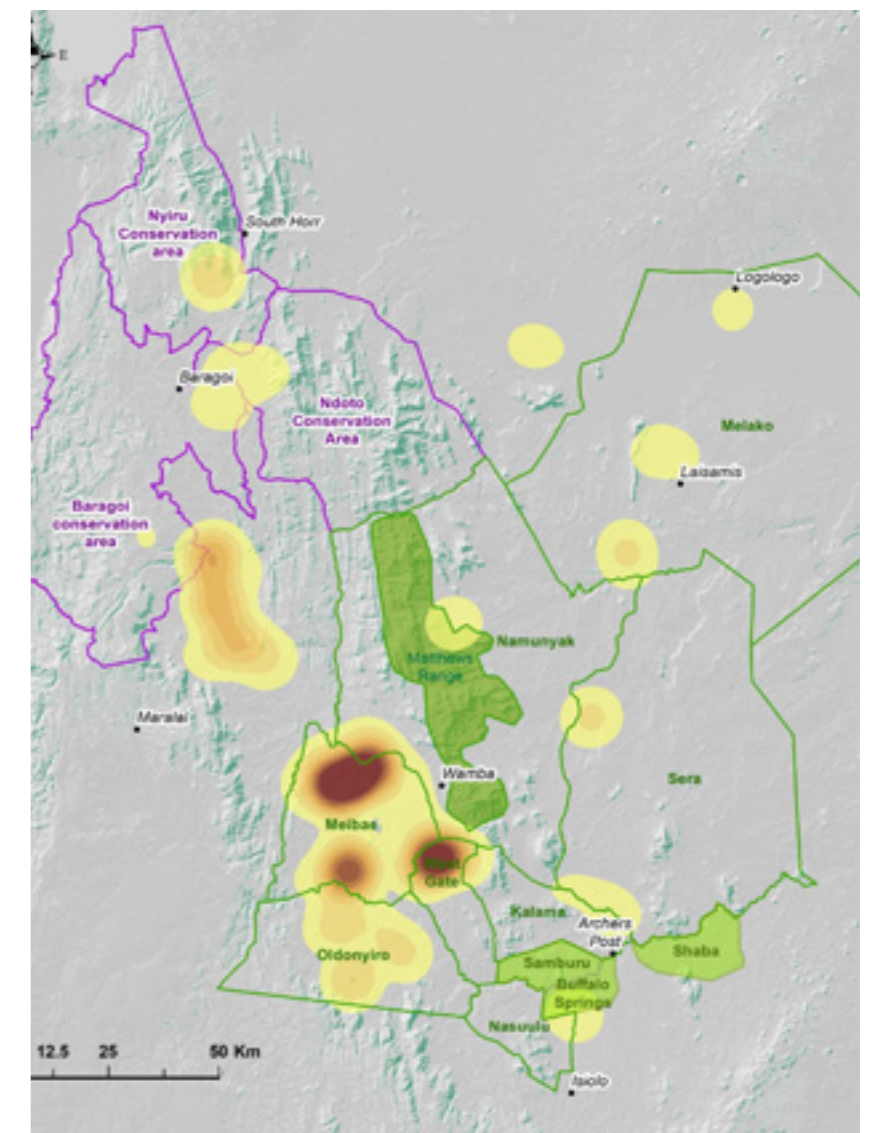 E
Nyiru
Conservation
area
South Horr
Logologo
Baragoi
Ndoto
Conservation
Area
Melako
Laisamis
Baragoi
conservation
area
Namunyak
Matthews
Range
Maralal
Wamba
Sera
Meibae
West
Gate
Kalama
Archers
Post
Oldonyiro
Samburu
Shaba
Buffalo
Springs
Nasuulu
12.5 25 50 Km
Isiolo